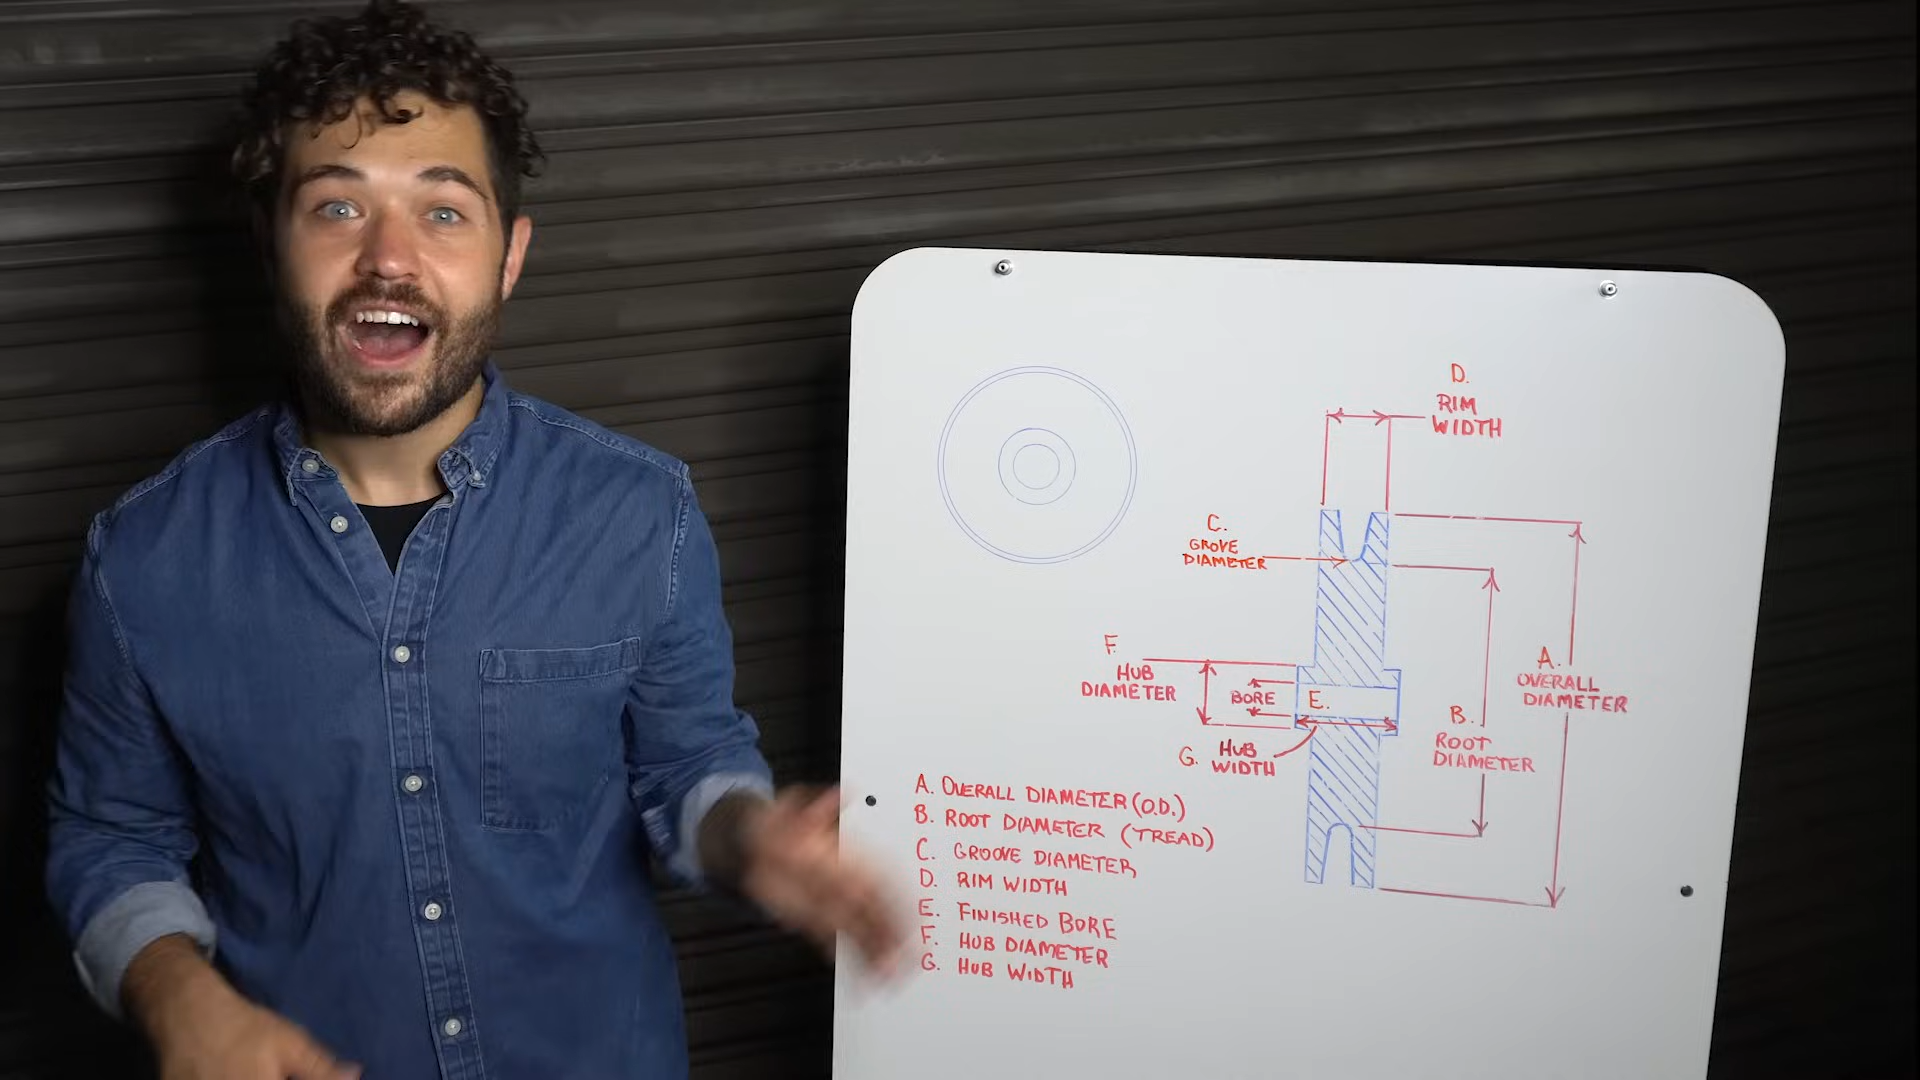 D.
RIM
WIDTH
C.
GROVE
DIAMETER
F.
HUB
DIAMETER
BORE
E.
A.
OVERALL
DIAMETER
B.
ROOT
DIAMETER
G. HUB
WIDTH
A. OVERALL DIAMETER (O.D.)
B. ROOT DIAMETER (TREAD)
C. GROOVE DIAMETER
D. RIM WIDTH
E. FINISHED BORE
F. HUB DIAMETER
G. HUB WIDTH